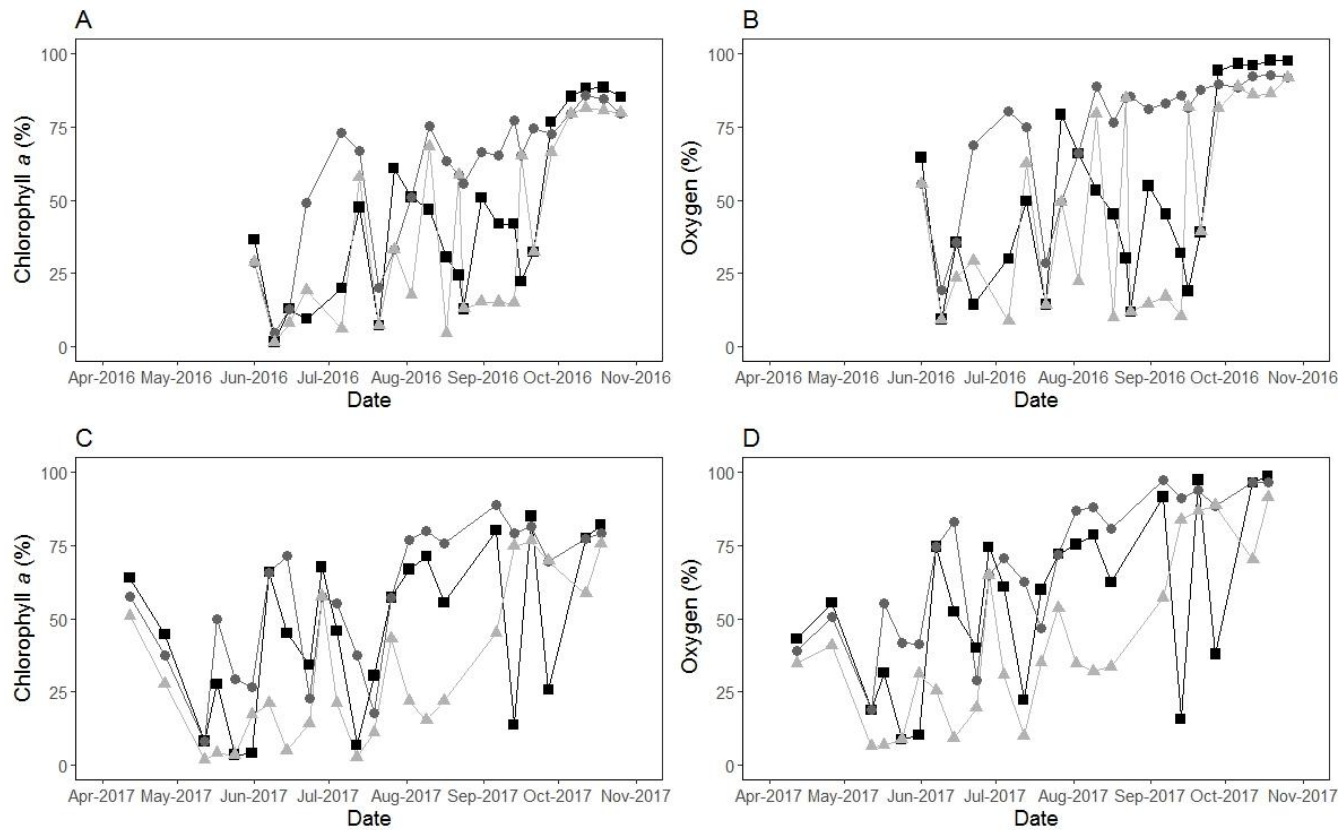 A
Chlorophyll a (%)
100
75
50
25
0
Apr-2016 May-2016 Jun-2016 Jul-2016 Aug-2016 Sep-2016 Oct-2016 Nov-2016
Date
B
Oxygen (%)
100
75
50
25
0
Apr-2016 May-2016 Jun-2016 Jul-2016 Aug-2016 Sep-2016 Oct-2016 Nov-2016
Date
C
Chlorophyll a (%)
100
75
50
25
0
Apr-2017 May-2017 Jun-2017 Jul-2017 Aug-2017 Sep-2017 Oct-2017 Nov-2017
Date
D
Oxygen (%)
100
75
50
25
0
Apr-2017 May-2017 Jun-2017 Jul-2017 Aug-2017 Sep-2017 Oct-2017 Nov-2017
Date